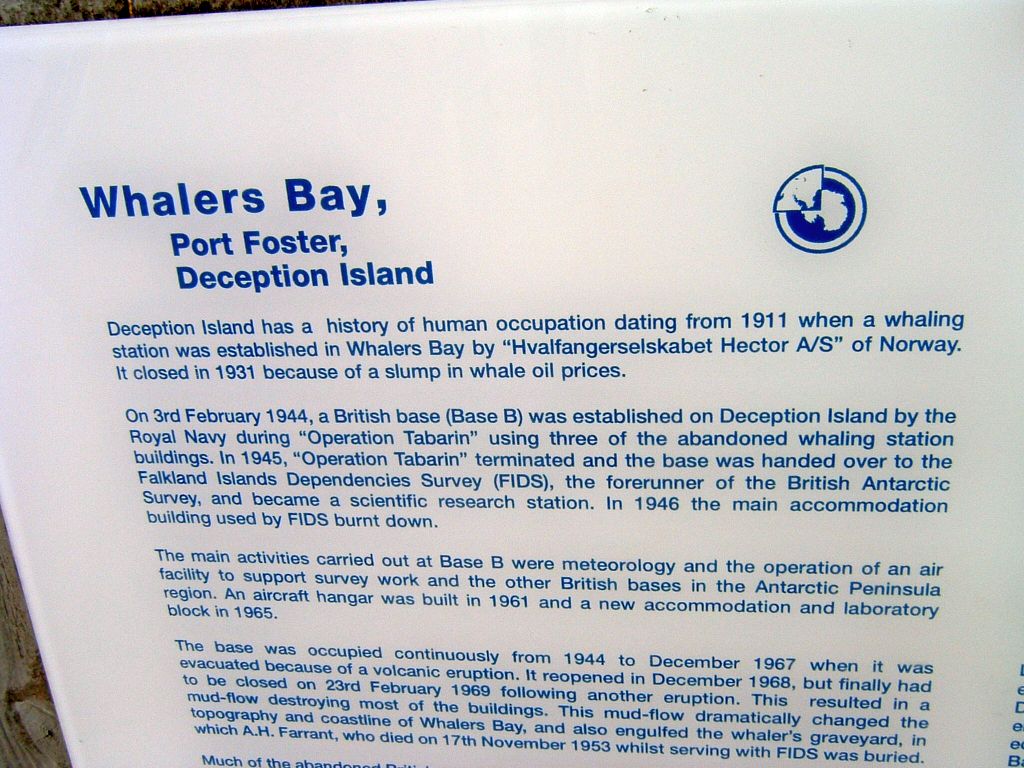 Whalers Bay,
Port Foster,
Deception Island
Deception Island has a history of human occupation dating from 1911 when a whaling
station was established in Whalers Bay by “Hvalfangerselskabet Hector A/S” of Norway.
It closed in 1931 because of a slump in whale oil prices.
On 3rd February 1944, a British base (Base B) was established on Deception Island by the
Royal Navy during “Operation Tabarin” using three of the abandoned whaling station
buildings. In 1945, “Operation Tabarin” terminated and the base was handed over to the
Falkland Islands Dependencies Survey (FIDS), the forerunner of the British Antarctic
Survey, and became a scientific research station. In 1946 the main accommodation
building used by FIDS burnt down.
The main activities carried out at Base B were meteorology and the operation of an air
facility to support survey work and the other British bases in the Antarctic Peninsula
region. An aircraft hangar was built in 1961 and a new accommodation and laboratory
block in 1965.
The base was occupied continuously from 1944 to December 1967 when it was
evacuated because of a volcanic eruption. It reopened in December 1968, but finally had
to be closed on 23rd February 1969 following another eruption. This resulted in a
mud-flow destroying most of the buildings. This mud-flow dramatically changed the
topography and coastline of Whalers Bay, and also engulfed the whaler's graveyard, in
which A.H. Farrant, who died on 17th November 1953 whilst serving with FIDS was buried.
Much of the abandoned